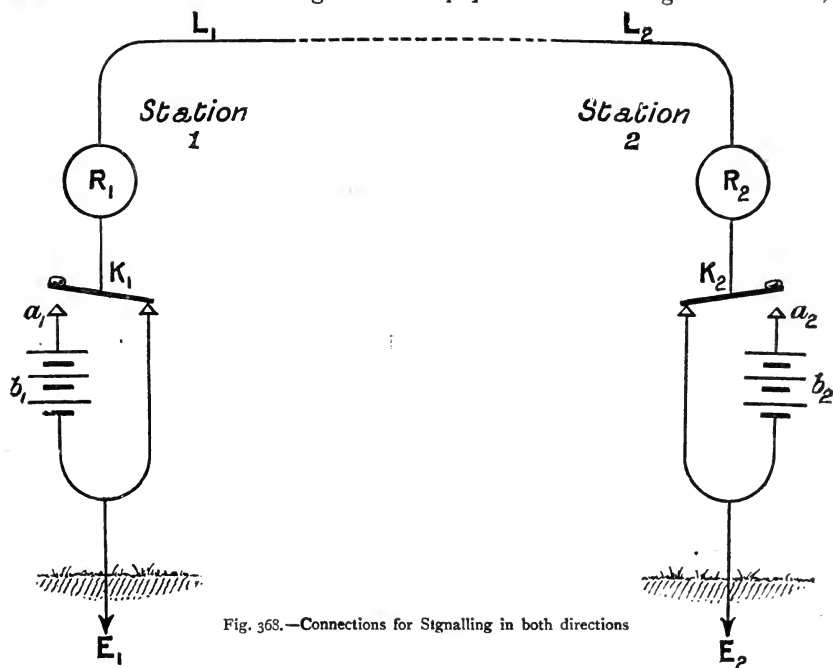 L₁ L₂
Station
1
Station
2
R₁ R₂
K₁ K₂
a₁ a₂
b₁ b₂
Fig. 368.—Connections for Signalling in both directions
E₁ E₂